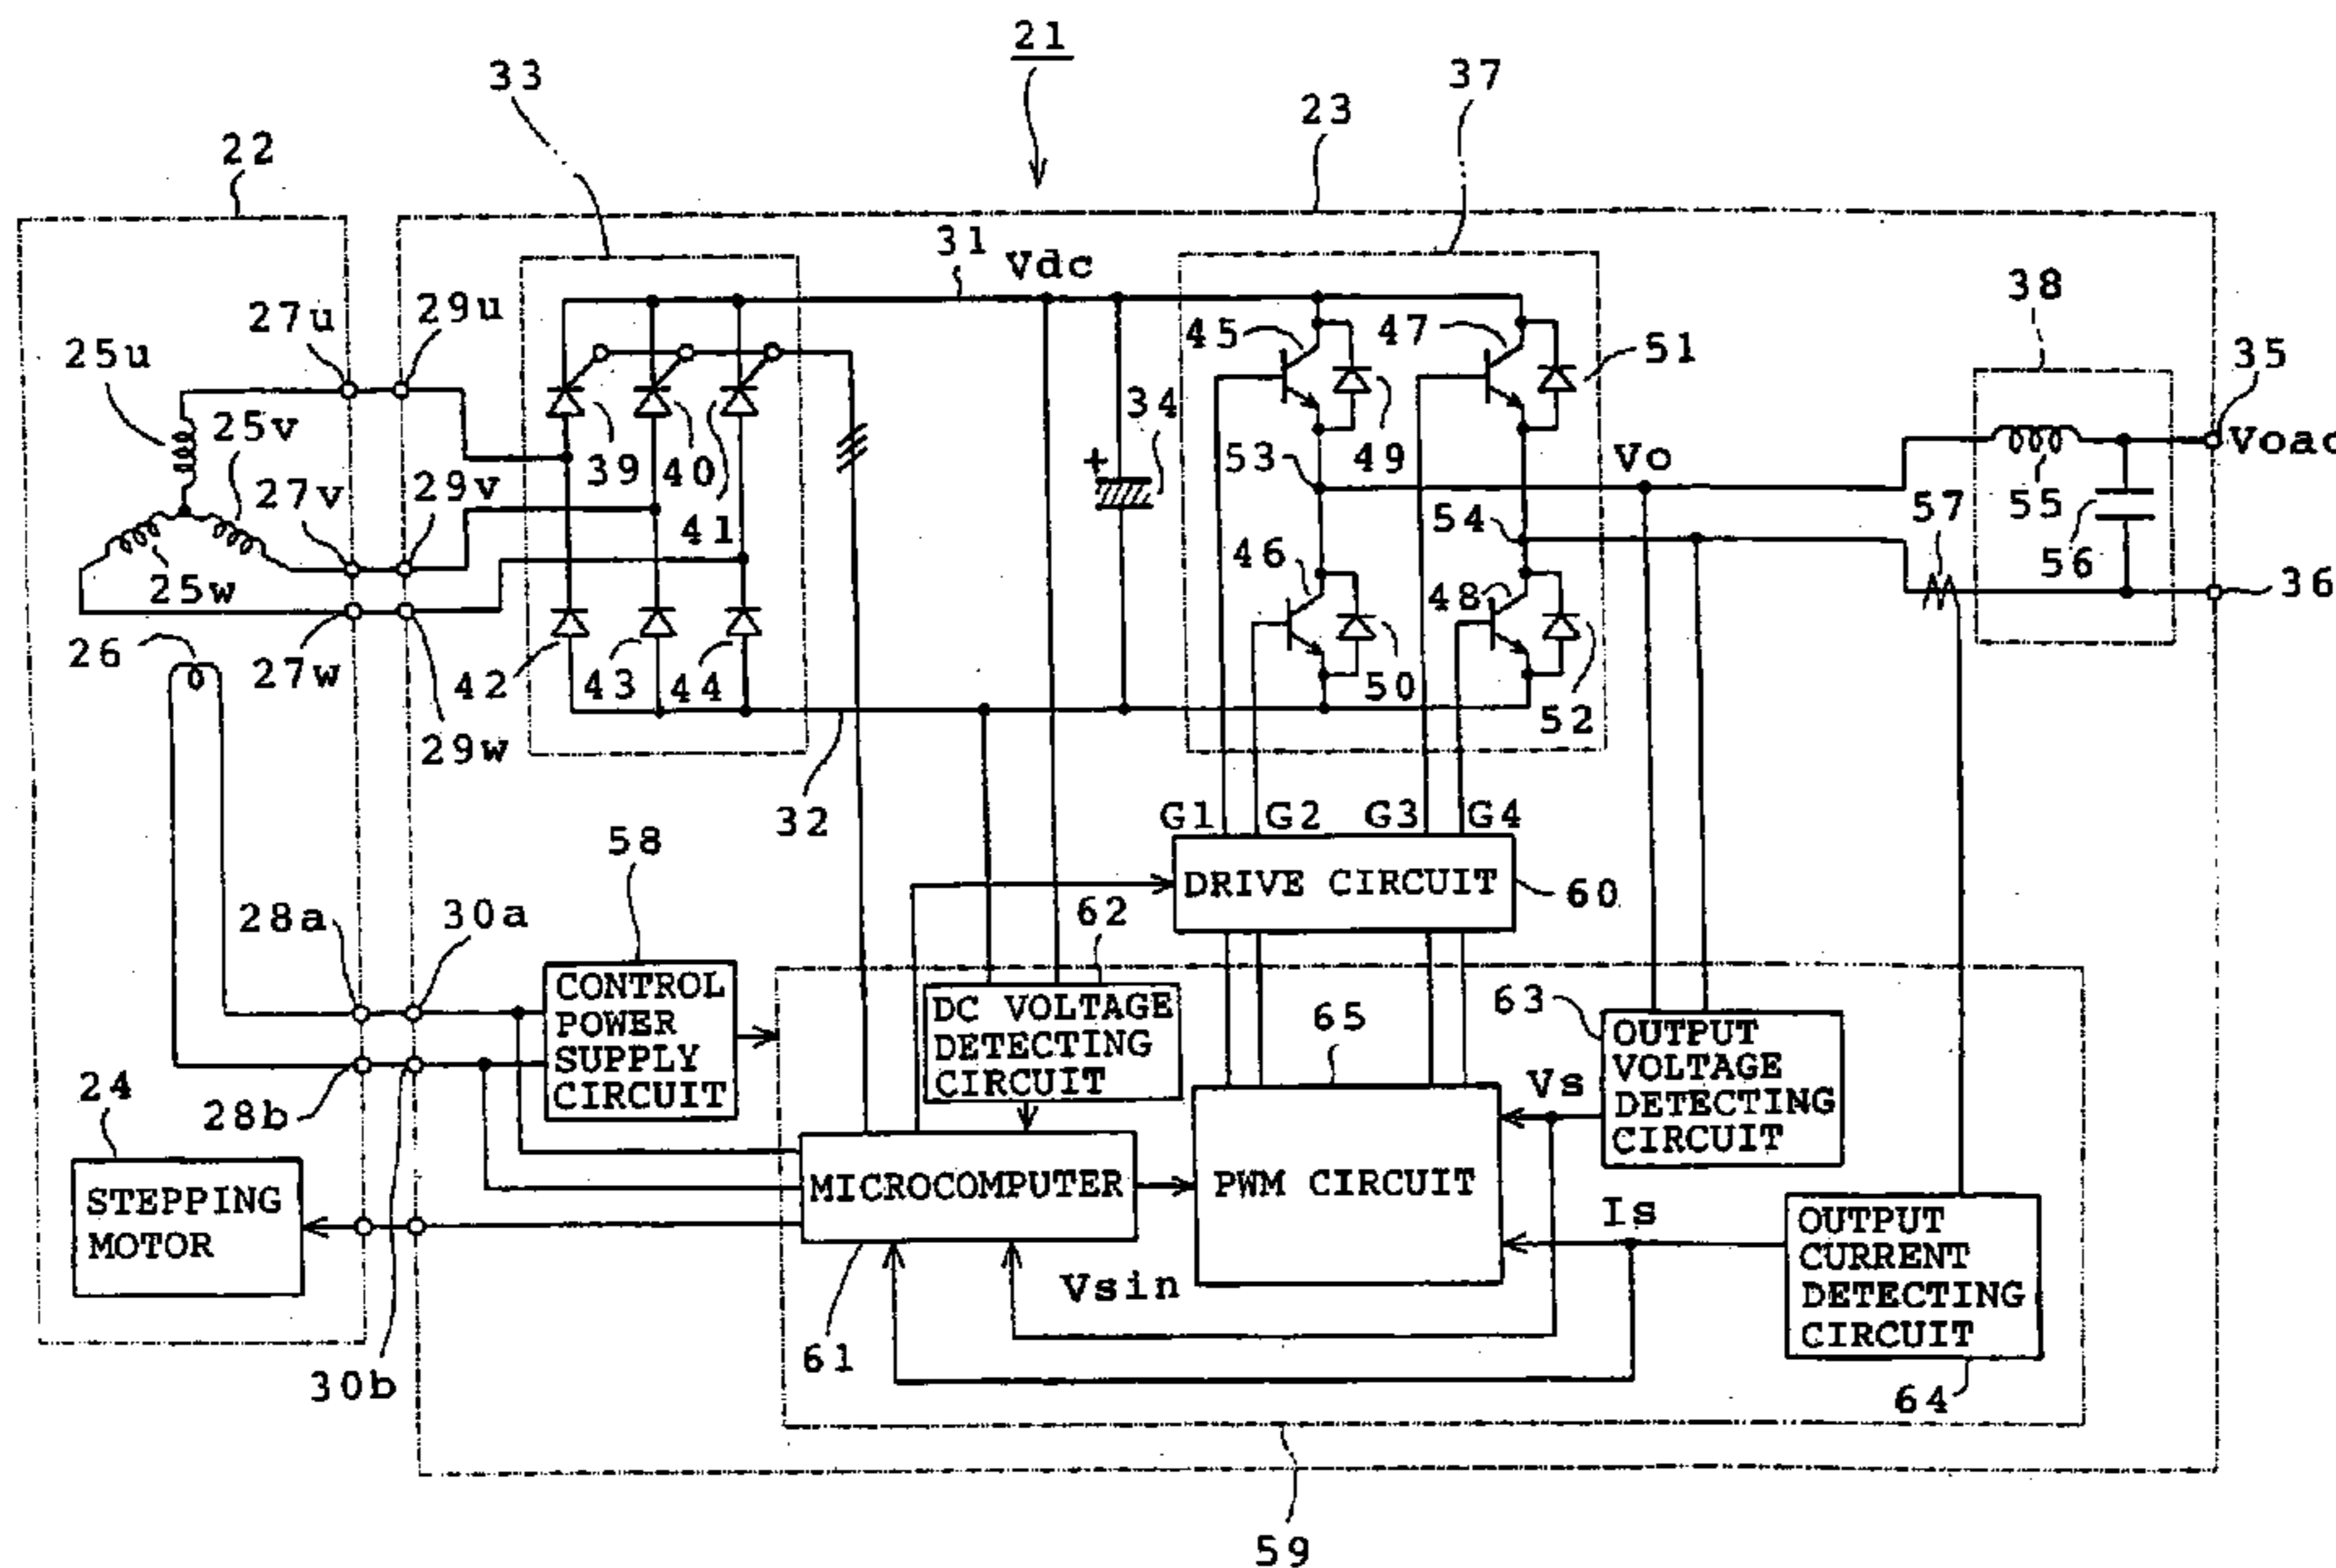 21
33
37
23
22
31
Vdc
38
27u
29u
45
47
51
35
25u
25v
34
+
Voac
39
40
49
Vo
53
27v
29v
41
54
57
55
25w
46
48
56
36
26
27w
42
43
44
50
52
29w
32
G1
G2
G3
G4
58
DRIVE CIRCUIT
60
28a
30a
62
CONTROL
POWER
SUPPLY
CIRCUIT
DC VOLTAGE
DETECTING
CIRCUIT
65
63
OUTPUT
VOLTAGE
DETECTING
CIRCUIT
24
28b
Vs
STEPPING
MOTOR
MICROCOMPUTER
PWM CIRCUIT
Is
OUTPUT
CURRENT
DETECTING
CIRCUIT
Vsin
61
30b
64
59